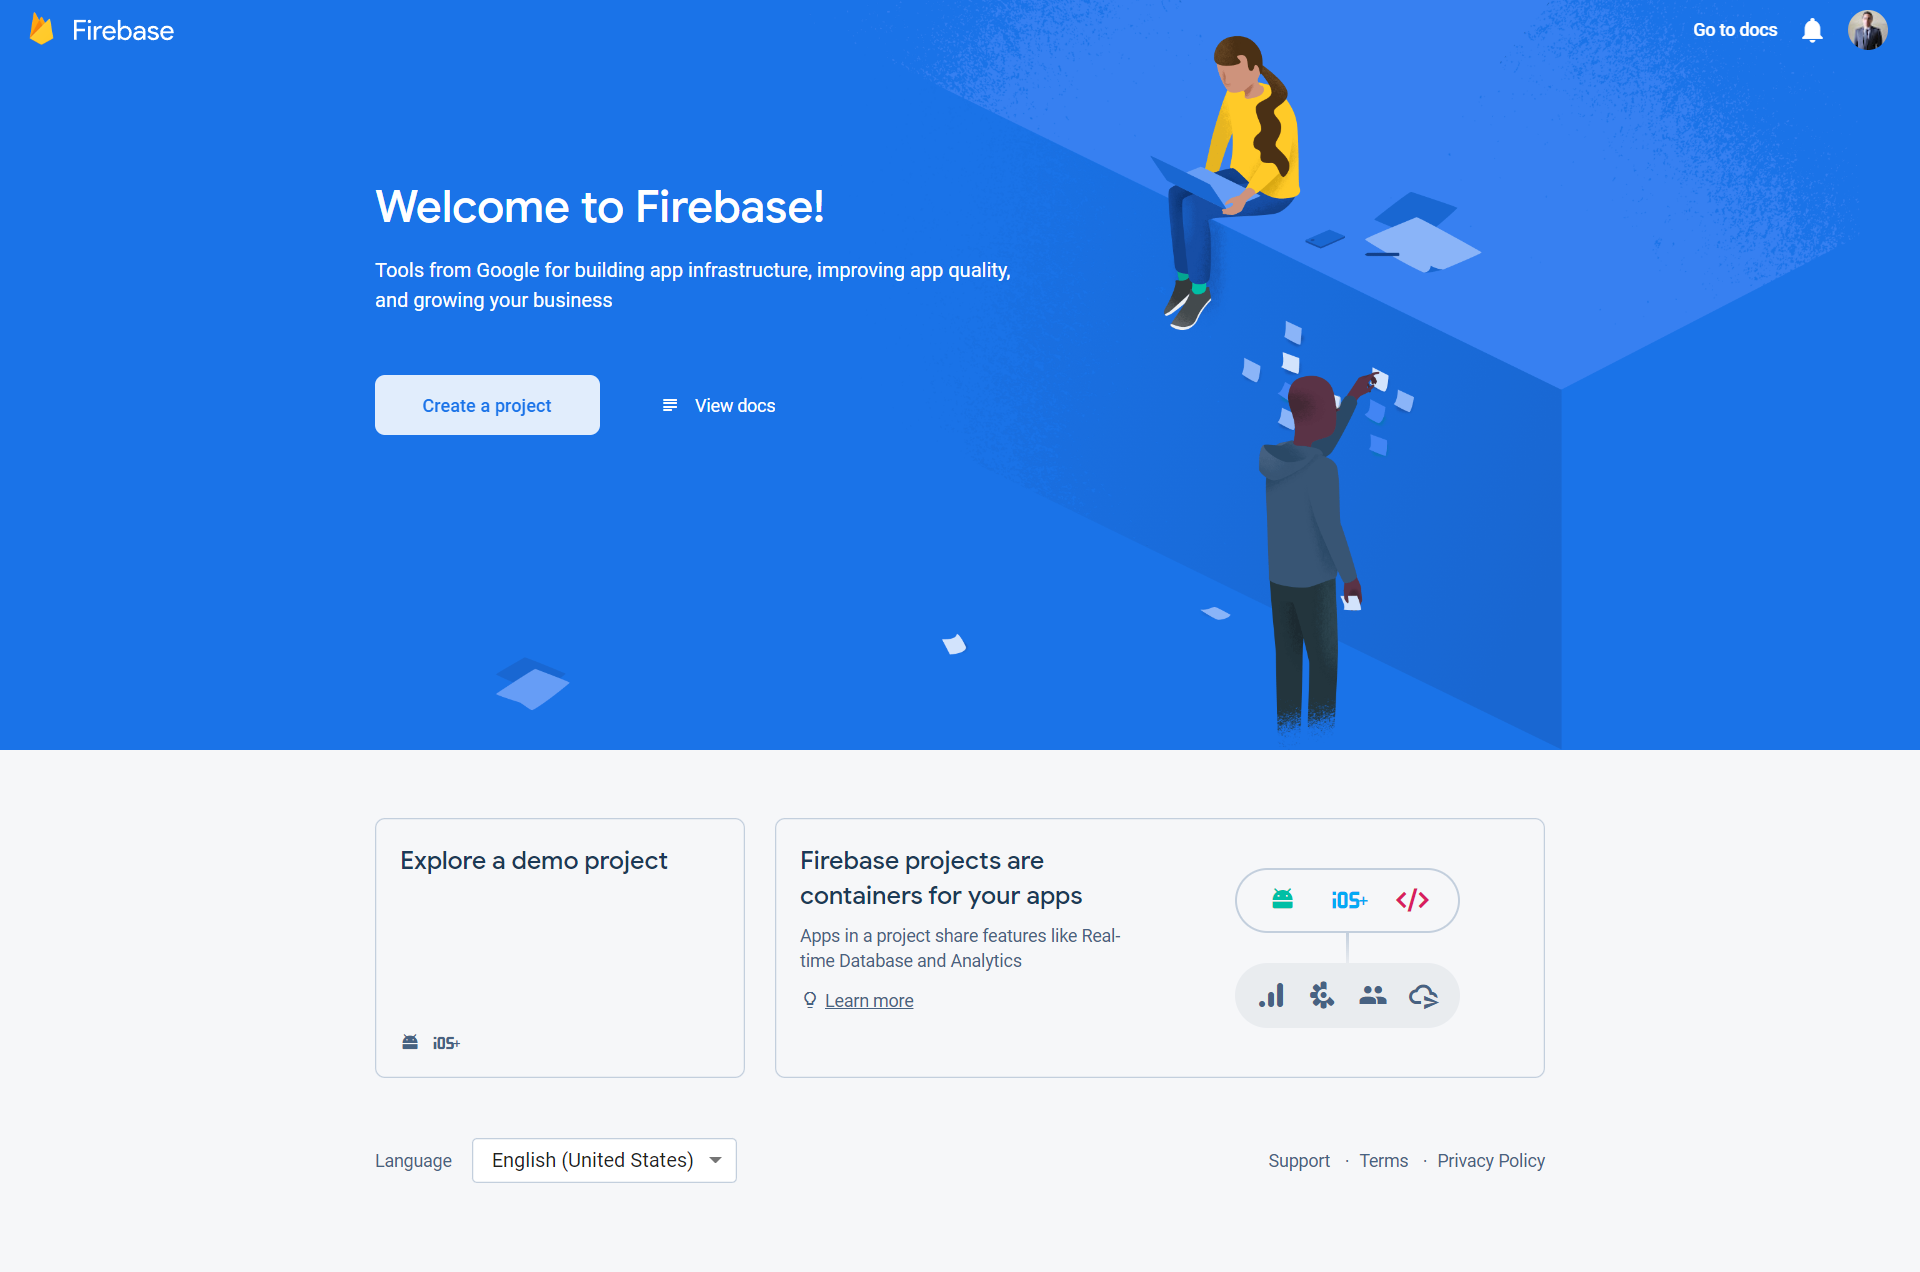 Firebase
Go to docs
Welcome to Firebase!
Tools from Google for building app infrastructure, improving app quality,
and growing your business
Create a project
View docs
Explore a demo project
iOS+
Firebase projects are
containers for your apps
Apps in a project share features like Real-
time Database and Analytics
Learn more
iOS+
Language
English (United States)
Support · Terms · Privacy Policy